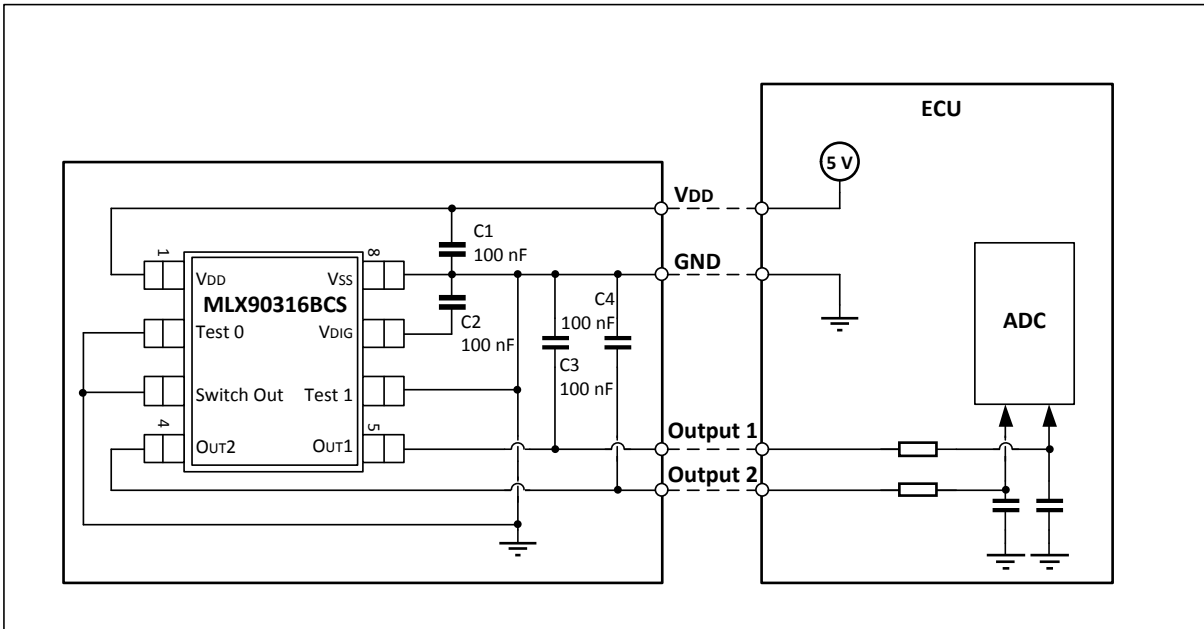 ECU
5 V
VDD
C1
100 nF
1
8
VDD
VSS
GND
MLX90316BCS
C2
100 nF
C4
100 nF
ADC
Test 0
VDIG
C3
100 nF
Switch Out
Test 1
4
5
OUT2
OUT1
Output 1
Output 2